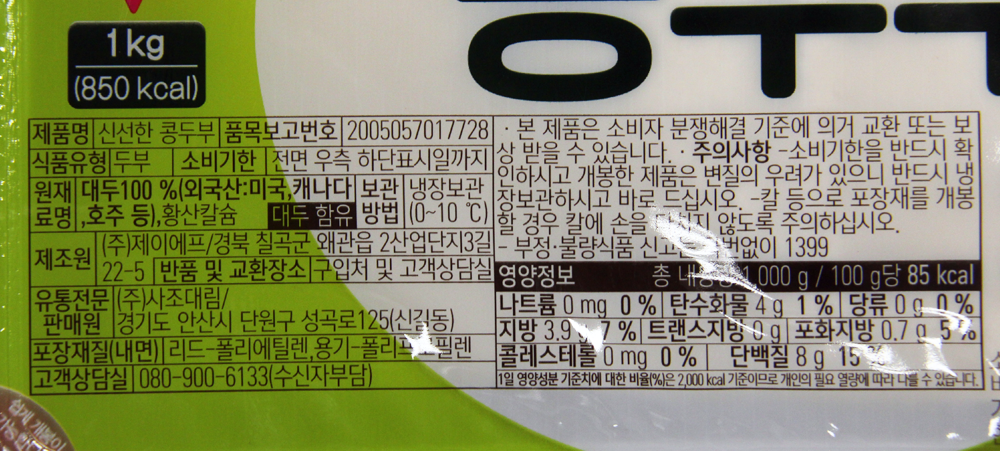 1kg
(850 kcal)
제품명 신선한 콩두부 품목보고번호 2005057017728
식품유형 두부 소비기한 전면 우측 하단표시일까지
원재료명 대두100 %(외국산:미국,캐나다,호주 등),황산칼슘 대두 함유 보관방법 냉장보관(0~10 ℃)
제조원 (주)제이에프/경북 칠곡군 왜관읍 2산업단지3길
22-5 반품 및 교환장소 구입처 및 고객상담실
유통전문판매원 (주)사조대림/
경기도 안산시 단원구 성곡로125(신길동)
포장재질(내면) 리드-폴리에틸렌,용기-폴리프로필렌
고객상담실 080-900-6133(수신자부담)
· 본 제품은 소비자 분쟁해결 기준에 의거 교환 또는 보
상 받을 수 있습니다. · 주의사항 -소비기한을 반드시 확
인하시고 개봉한 제품은 변질의 우려가 있으니 반드시 냉
장보관하시고 바로 드십시오. -칼 등으로 포장재를 개봉
할 경우 칼에 손을 않도록 주의하십시오.
- 부정·불량식품 신고는 국번없이 1399
영양정보 총 내용량 1,000 g / 100 g당 85 kcal
나트륨 0 mg 0 % 탄수화물 4 g 1 % 당류 0 g 0 %
지방 3.9 g 7 % 트랜스지방 0 g 포화지방 0.7 g 5 %
콜레스테롤 0 mg 0 % 단백질 8 g 15 %
1일 영양성분 기준치에 대한 비율(%)은 2,000 kcal 기준이므로 개인의 필요 열량에 따라 다를 수 있습니다.
쉽게 개봉이